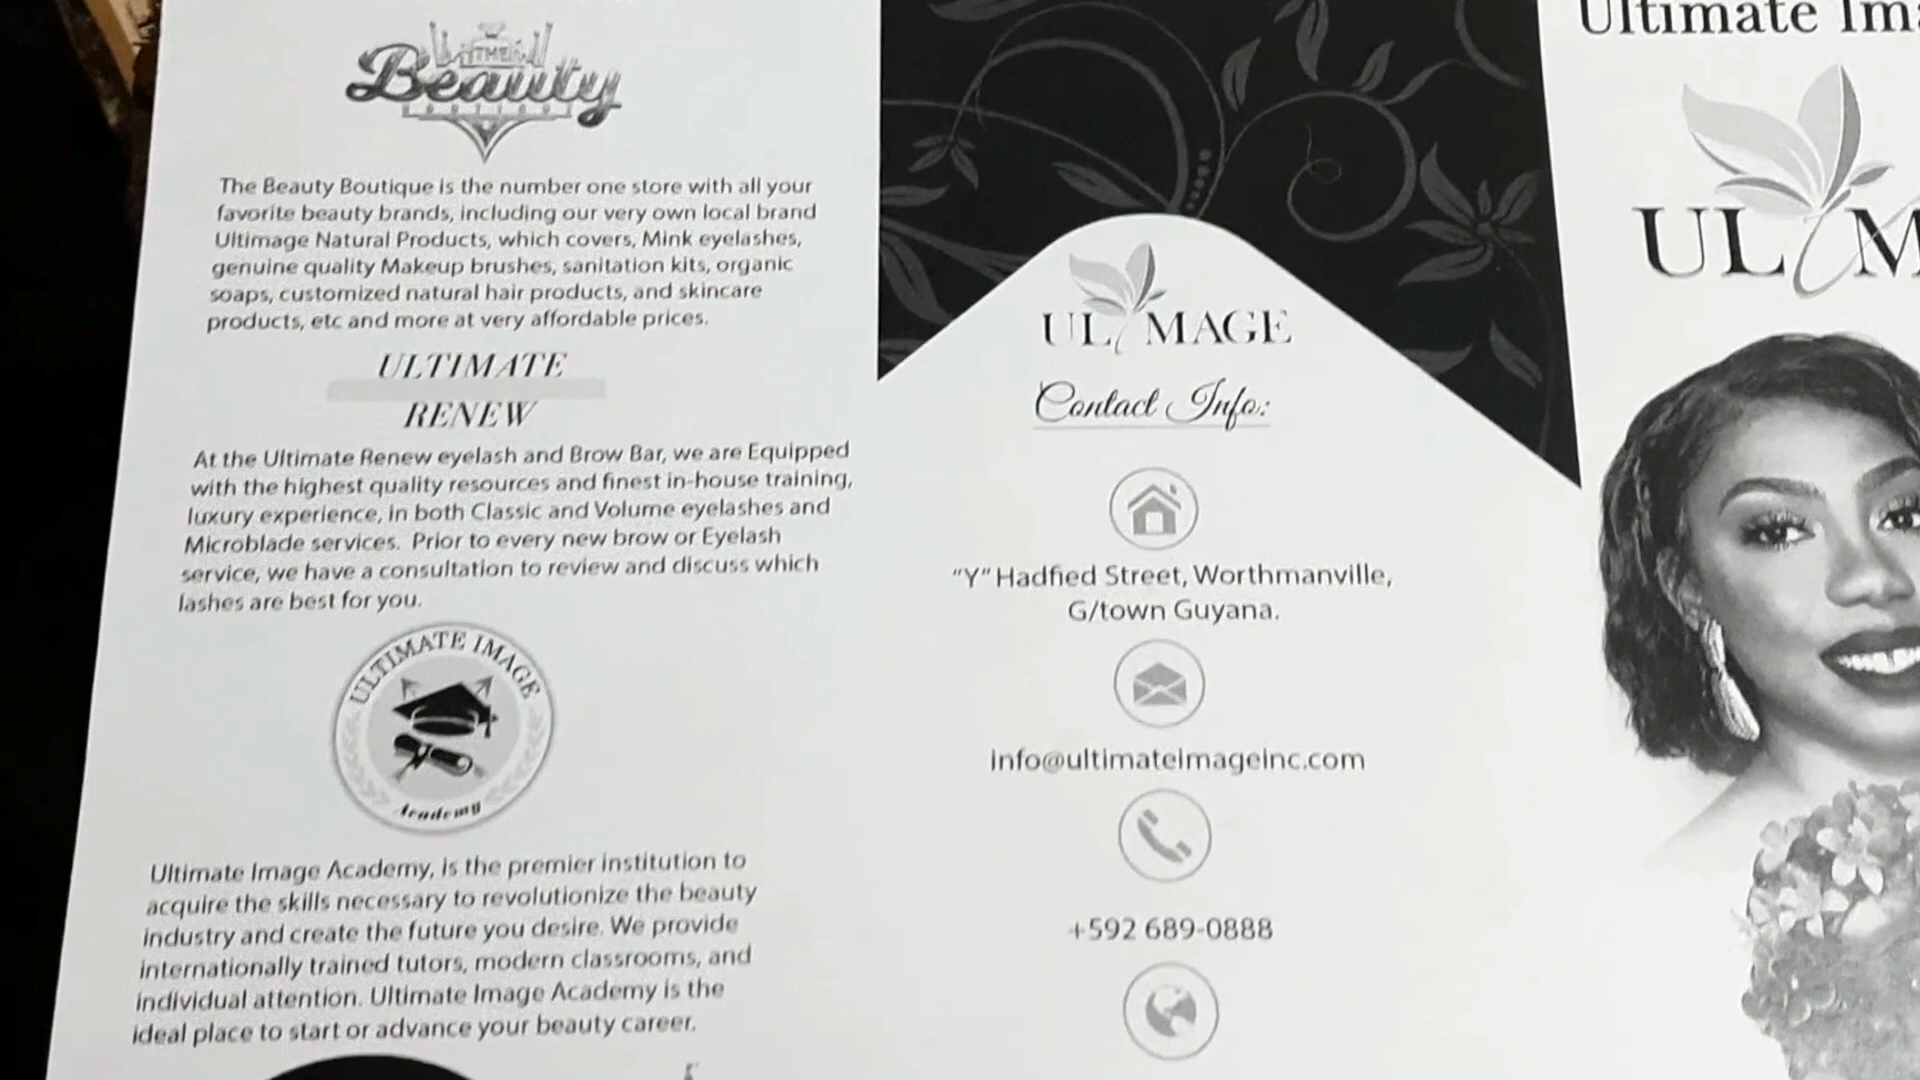 THE
Beauty
The Beauty Boutique is the number one store with all your
favorite beauty brands, including our very own local brand
Ultimage Natural Products, which covers, Mink eyelashes,
genuine quality Makeup brushes, sanitation kits, organic
soaps, customized natural hair products, and skincare
products, etc and more at very affordable prices.
ULTIMATE
RENEW
At the Ultimate Renew eyelash and Brow Bar, we are Equipped
with the highest quality resources and finest in-house training,
luxury experience, in both Classic and Volume eyelashes and
Microblade services. Prior to every new brow or Eyelash
service, we have a consultation to review and discuss which
lashes are best for you.
ULTIMATE IMAGE
Academy
Ultimate Image Academy, is the premier institution to
acquire the skills necessary to revolutionize the beauty
industry and create the future you desire. We provide
internationally trained tutors, modern classrooms, and
individual attention. Ultimate Image Academy is the
ideal place to start or advance your beauty career.
ULiMAGE
Contact Info:
"Y" Hadfied Street, Worthmanville,
G/town Guyana.
info@ultimateimageinc.com
+592 689-0888
Ultimate Ima
ULiM